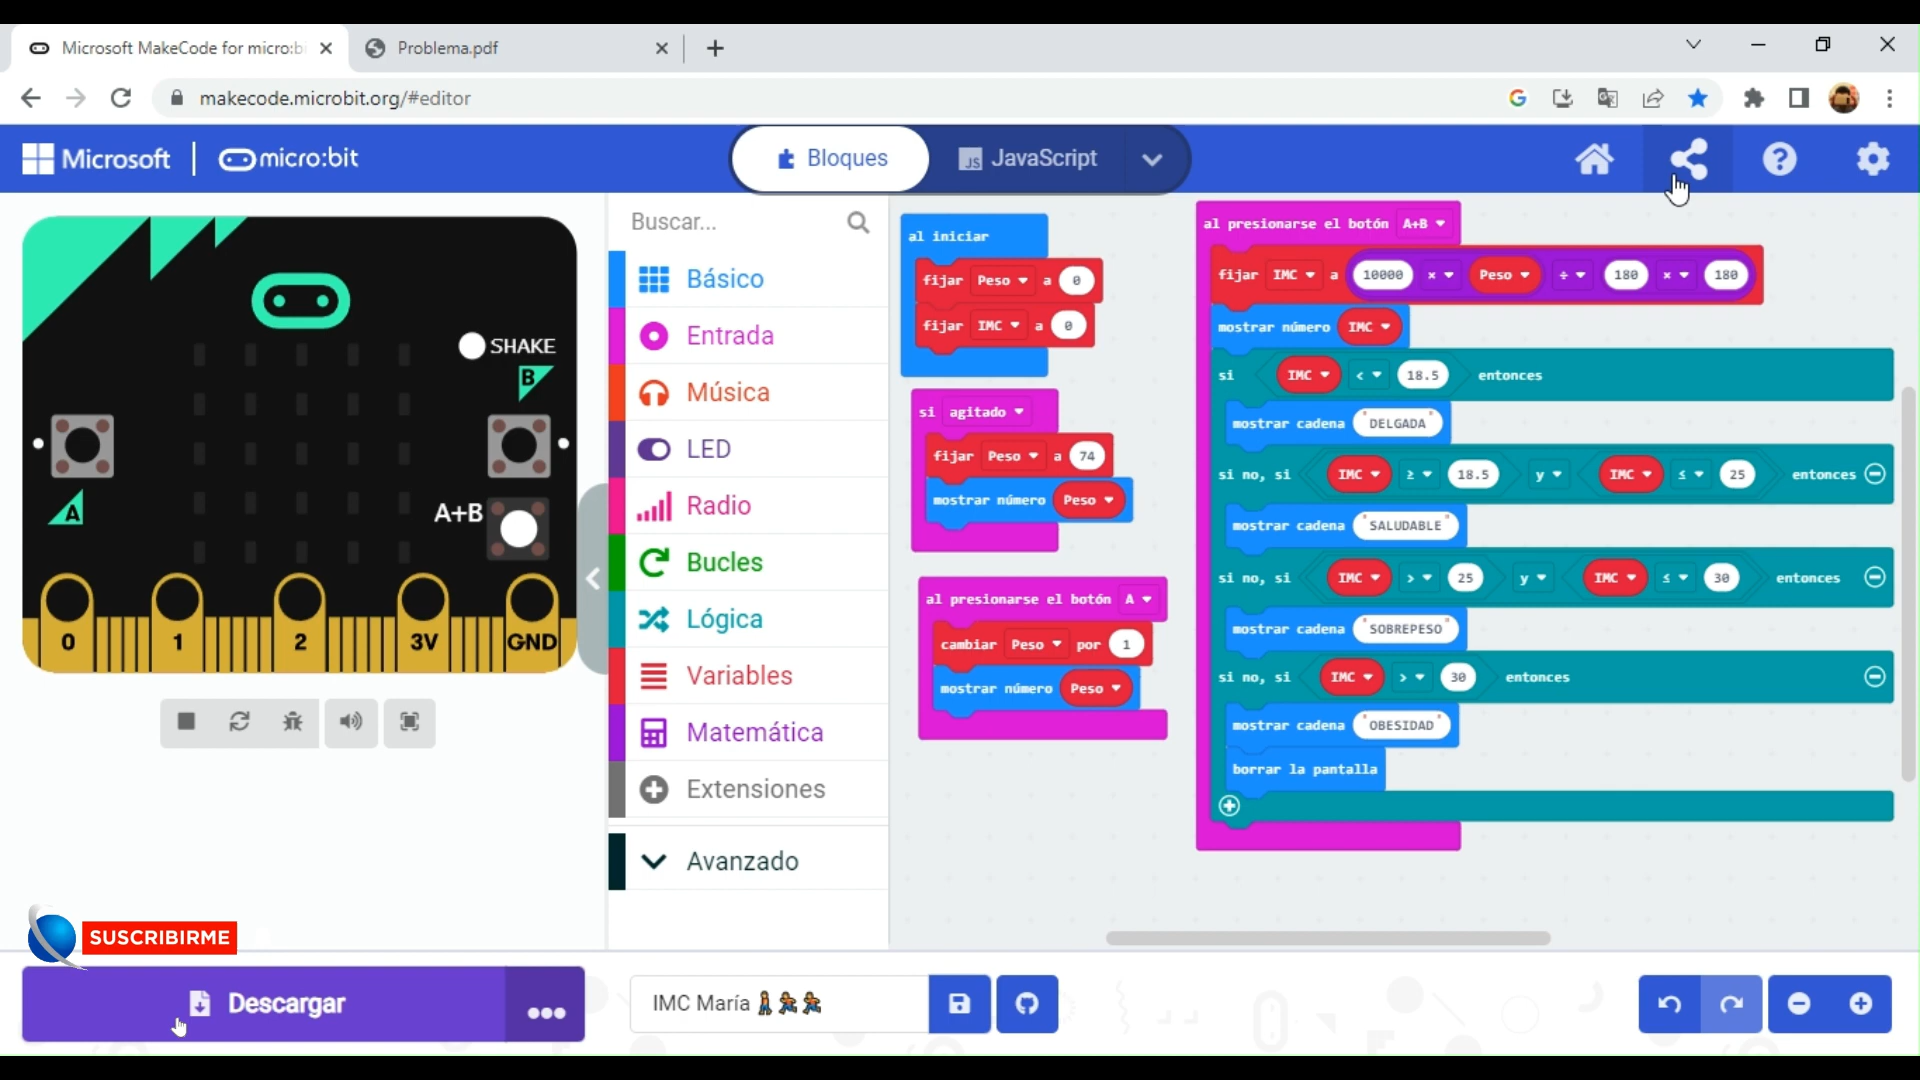 Microsoft MakeCode for micro:bi
Problema.pdf
makecode.microbit.org/#editor
Microsoft
micro:bit
Bloques
JS
JavaScript
SHAKE
B
A
A+B
0
1
2
3V
GND
Buscar...
Básico
Entrada
Música
LED
Radio
Bucles
Lógica
Variables
Matemática
Extensiones
Avanzado
al iniciar
fijar Peso a 0
fijar IMC a 0
si agitado
fijar Peso a 74
mostrar número Peso
al presionarse el botón A
cambiar Peso por 1
mostrar número Peso
al presionarse el botón A+B
fijar IMC a 10000 × Peso ÷ 180 × 180
mostrar número IMC
si IMC < 18.5 entonces
mostrar cadena "DELGADA"
si no, si IMC ≥ 18.5 y IMC ≤ 25 entonces
mostrar cadena "SALUDABLE"
si no, si IMC > 25 y IMC ≤ 30 entonces
mostrar cadena "SOBREPESO"
si no, si IMC > 30 entonces
mostrar cadena "OBESIDAD"
borrar la pantalla
SUSCRIBIRME
Descargar
IMC María